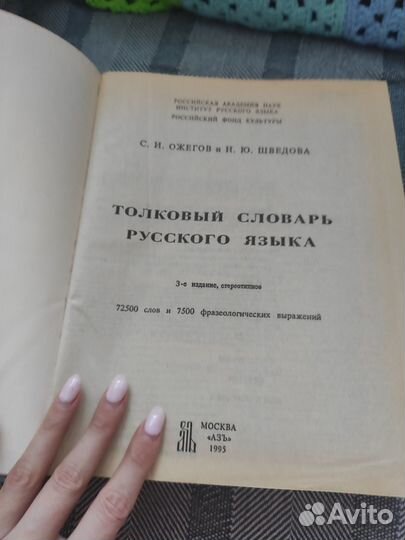 РОССИЙСКАЯ АКАДЕМИЯ НАУК
ИНСТИТУТ РУССКОГО ЯЗЫКА
РОССИЙСКИЙ ФОНД КУЛЬТУРЫ
С. И. ОЖЕГОВ и Н. Ю. ШВЕДОВА
ТОЛКОВЫЙ СЛОВАРЬ
РУССКОГО ЯЗЫКА
3-е издание, стереотипное
72500 слов и 7500 фразеологических выражений
МОСКВА
«АЗЪ»
1995
Avito